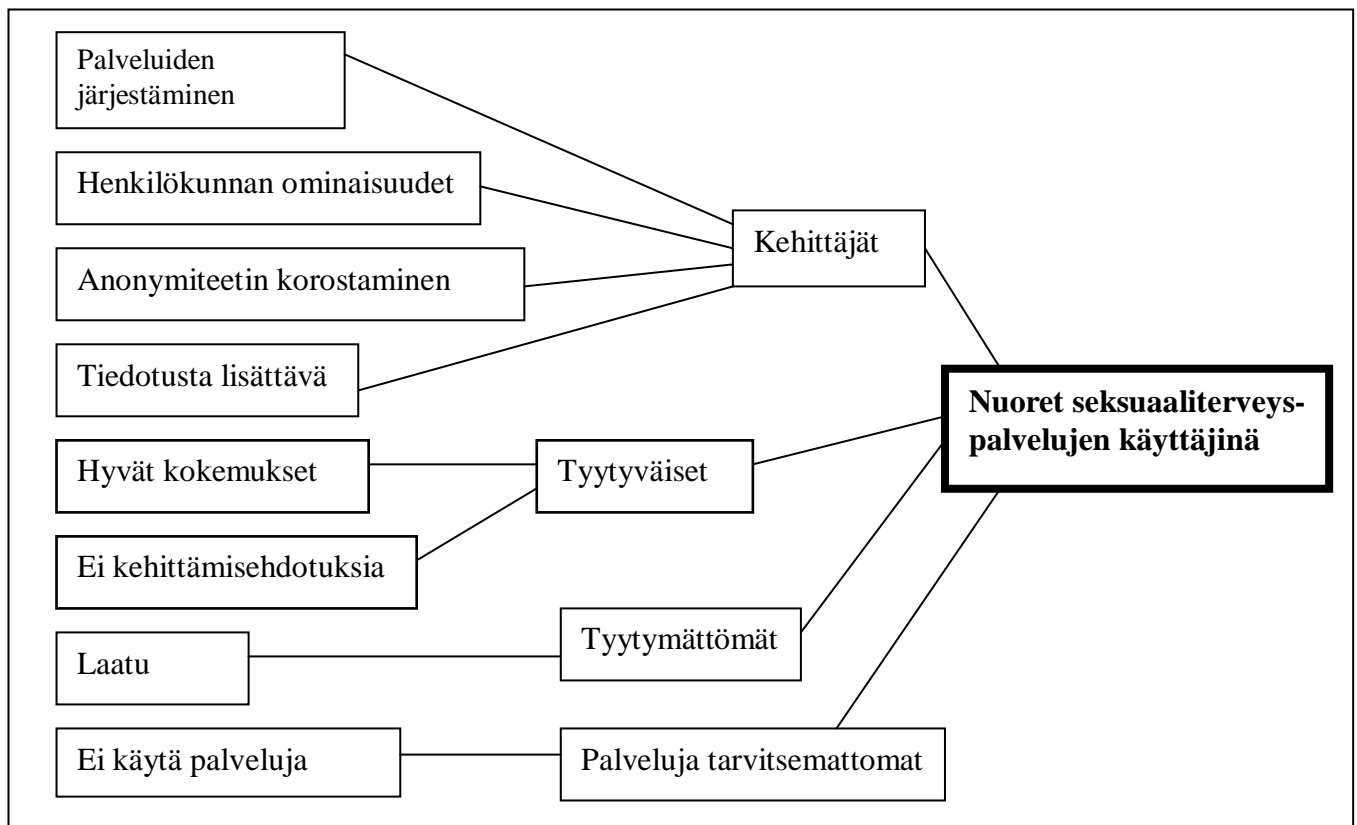 Palveluiden
järjestäminen
Henkilökunnan ominaisuudet
Anonymiteetin korostaminen
Tiedotusta lisättävä
Hyvät kokemukset
Ei kehittämisehdotuksia
Laatu
Ei käytä palveluja
Kehittäjät
Tyytyväiset
Tyytymättömät
Palveluja tarvitsemattomat
Nuoret seksuaaliterveys-
palvelujen käyttäjinä